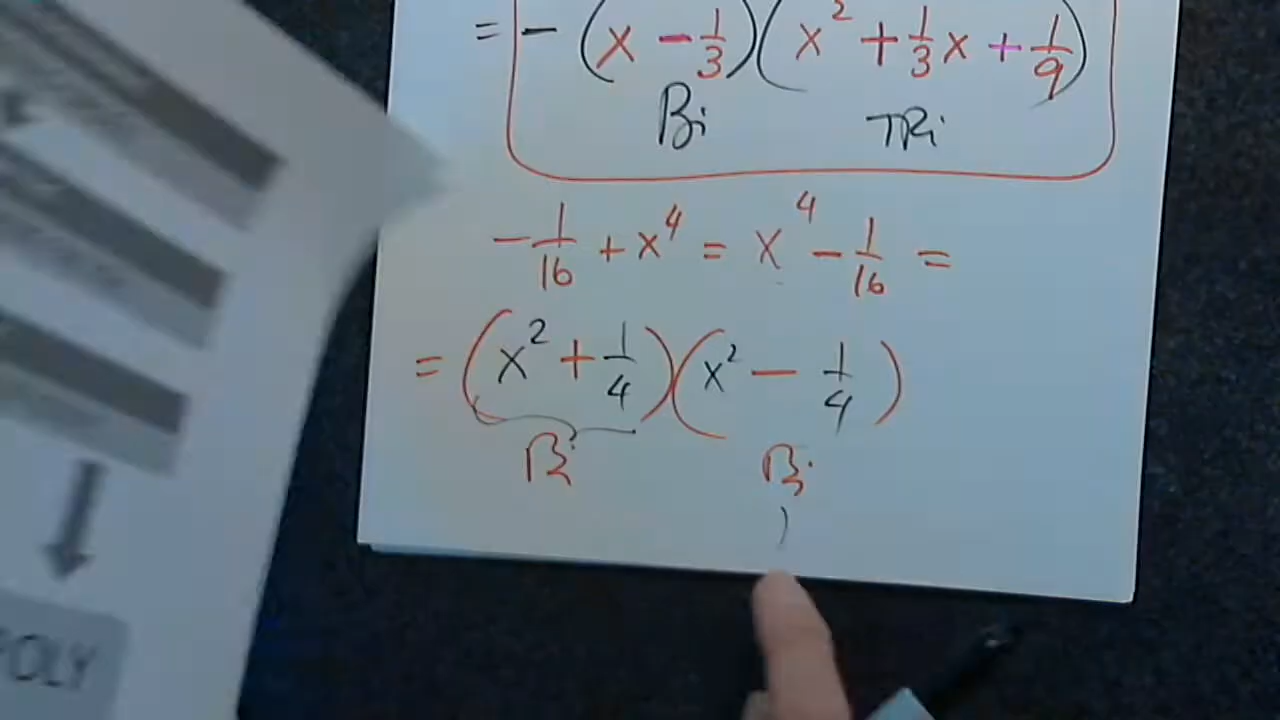 = - (x - 1/3)(x² + 1/3 x + 1/9)
Bi TRi
- 1/16 + x⁴ = x⁴ - 1/16 =
= (x² + 1/4)(x² - 1/4)
Bi Bi
POLY